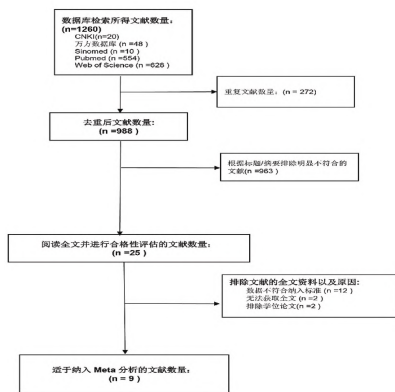 数据库检索所得文献数量：
(n=1260)
CNKI(n=20)
万方数据库 (n =48 )
Sinomed (n =10 )
Pubmed (n =554)
Web of Science (n =628 )
重复文献数量：(n = 272)
去重后文献数量:
(n =988 )
根据标题/摘要排除明显不符合的
文献(n =963 )
阅读全文并进行合格性评估的文献数量：
(n =25 )
排除文献的全文资料以及原因:
数据不符合纳入标准 (n =12 )
无法获取全文 (n =2 )
排除学位论文(n =2 )
适于纳入 Meta 分析的文献数量：
(n = 9 )